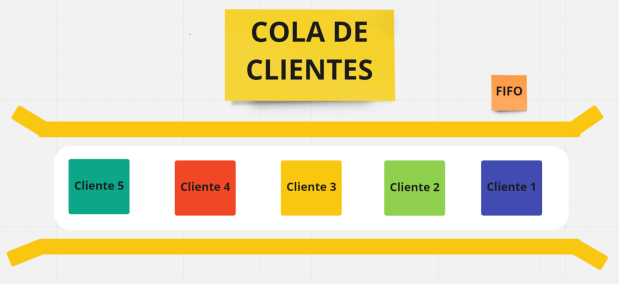 COLA DE
CLIENTES
FIFO
Cliente 5
Cliente 4
Cliente 3
Cliente 2
Cliente 1